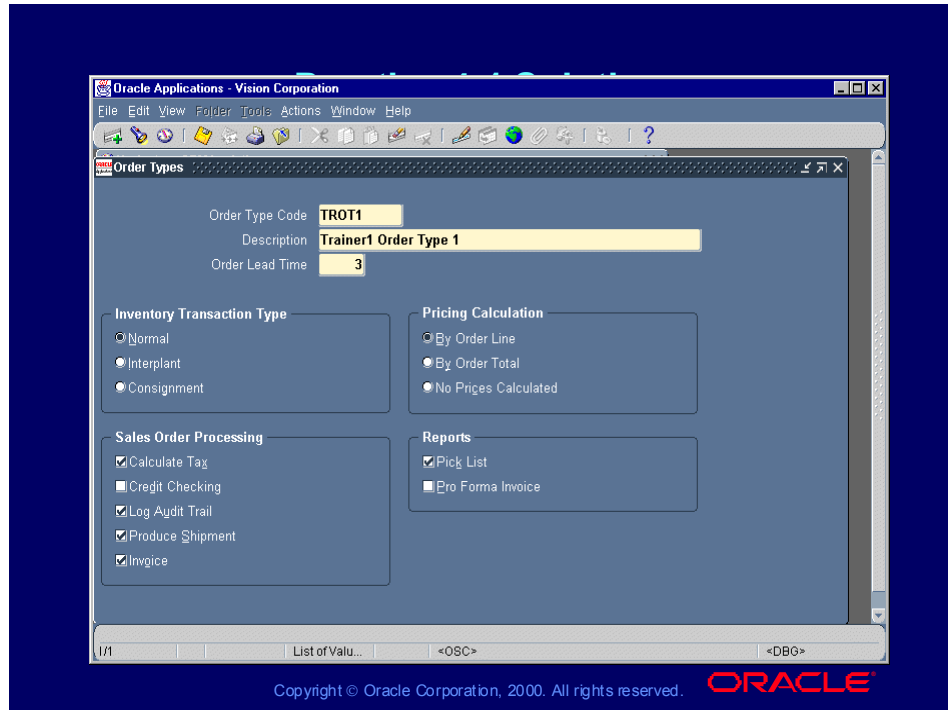 Oracle Applications - Vision Corporation
File Edit View Folder Tools Actions Window Help
Order Types
Order Type Code TROT1
Description Trainer1 Order Type 1
Order Lead Time 3
Inventory Transaction Type
Normal
Interplant
Consignment
Pricing Calculation
By Order Line
By Order Total
No Prices Calculated
Sales Order Processing
Calculate Tax
Credit Checking
Log Audit Trail
Produce Shipment
Invoice
Reports
Pick List
Pro Forma Invoice
1/1 List of Valu... <OSC> <DBG>
Copyright © Oracle Corporation, 2000. All rights reserved. ORACLE